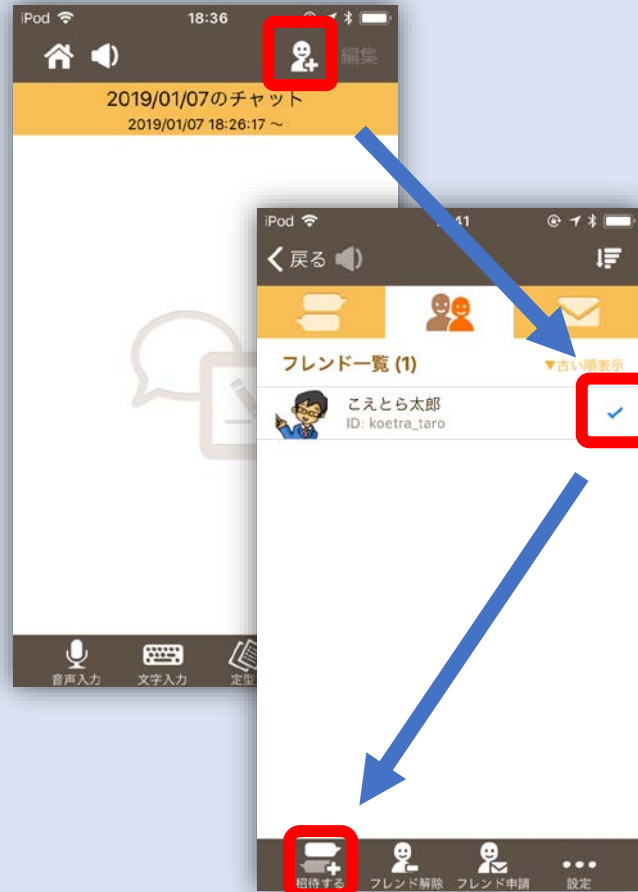 iPod 18:36
編集
2019/01/07のチャット
2019/01/07 18:26:17 ~
音声入力 文字入力 定型
iPod 41
戻る
フレンド一覧 (1) ▼古い順表示
こえとら太郎
ID: koetra_taro
招待する フレンド解除 フレンド申請 設定